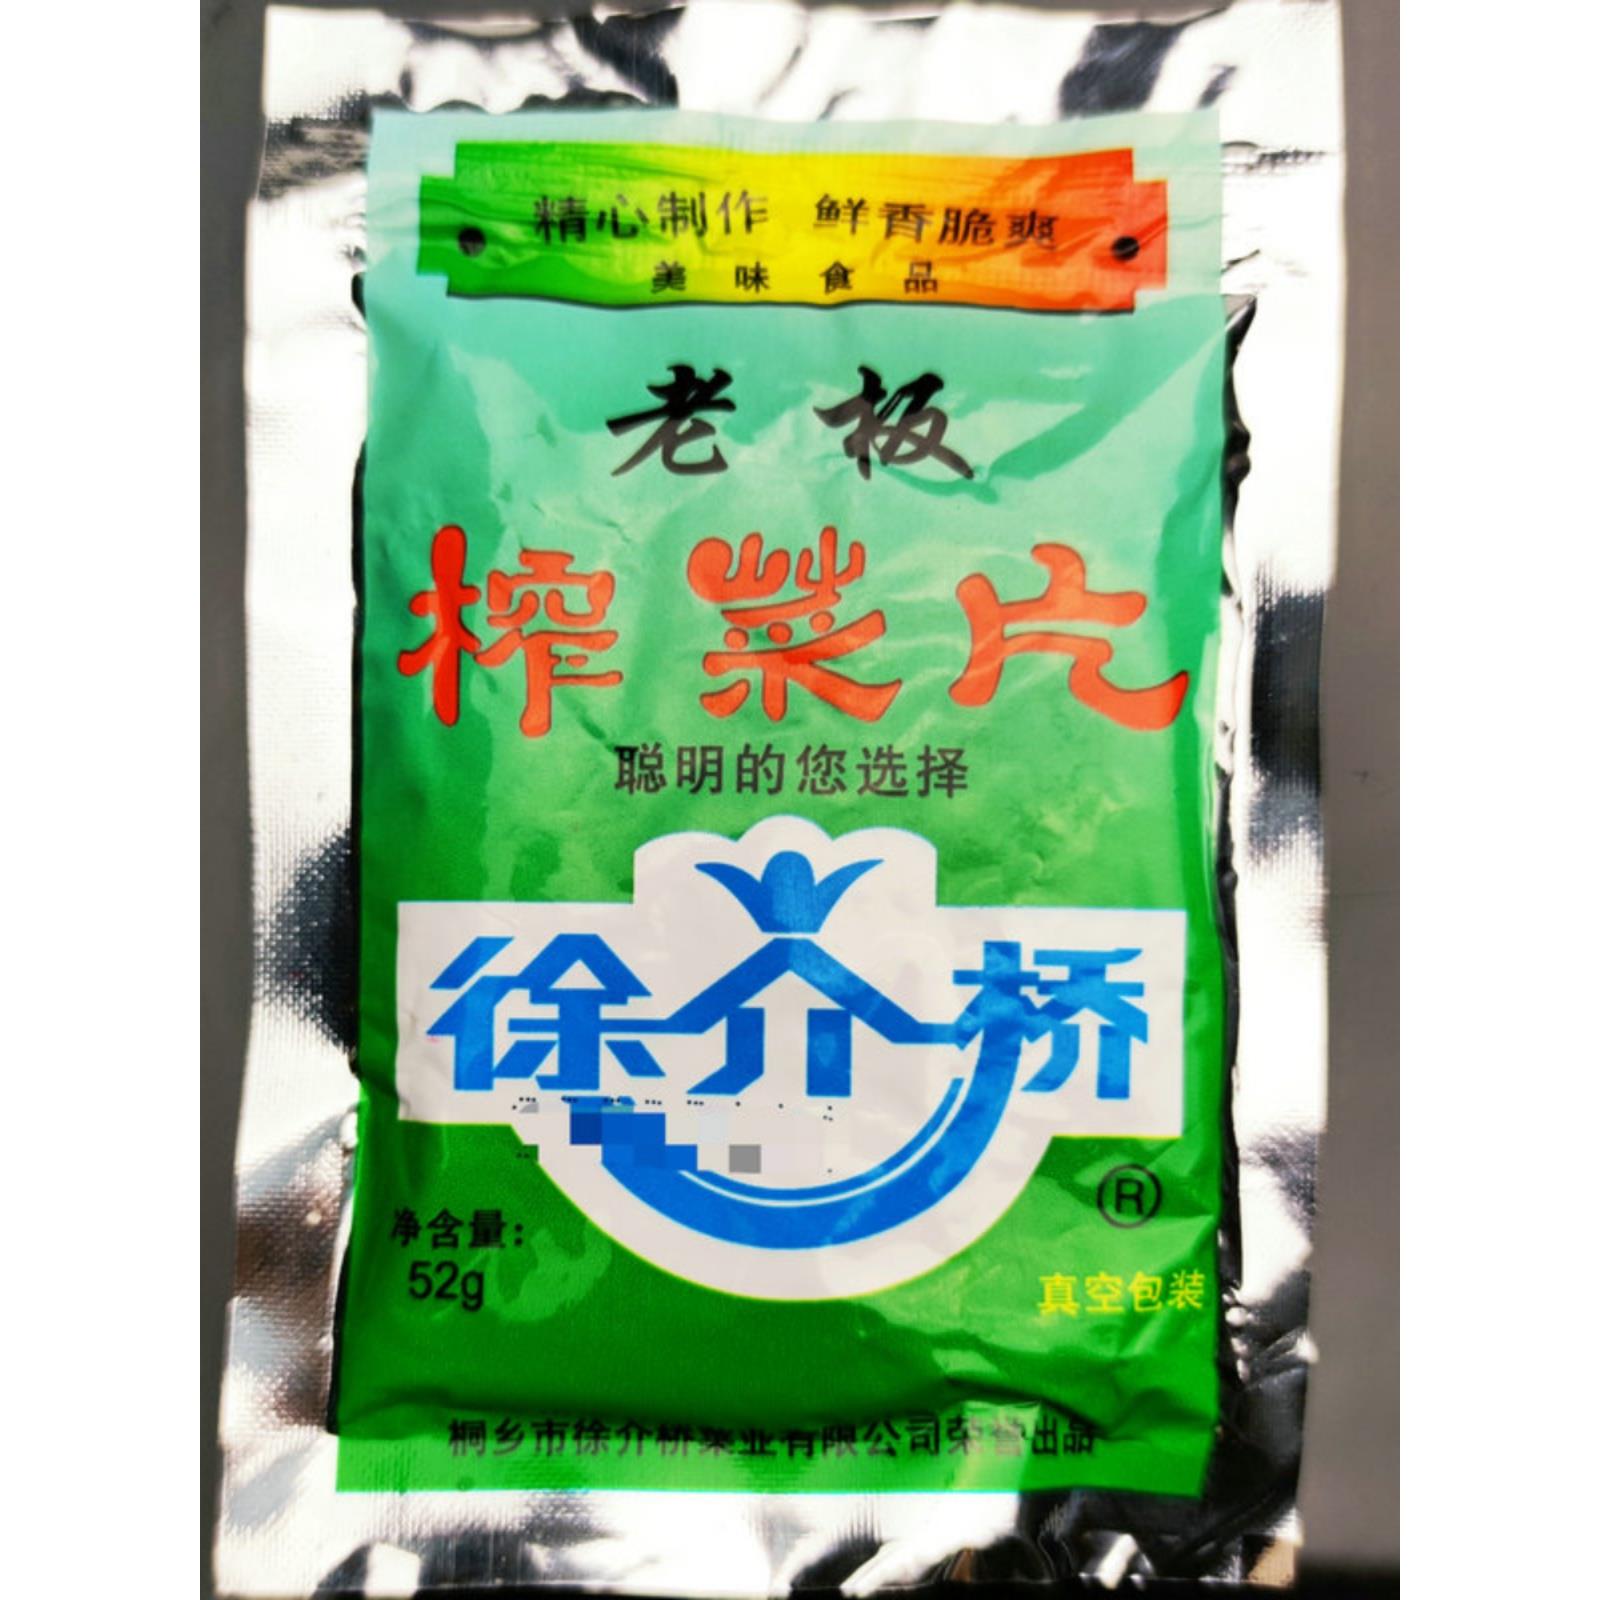 精心制作 鲜香脆爽
美味食品
老板
榨菜片
聪明的您选择
徐介桥
®
净含量：
52g
真空包装
桐乡市徐介桥菜业有限公司荣誉出品